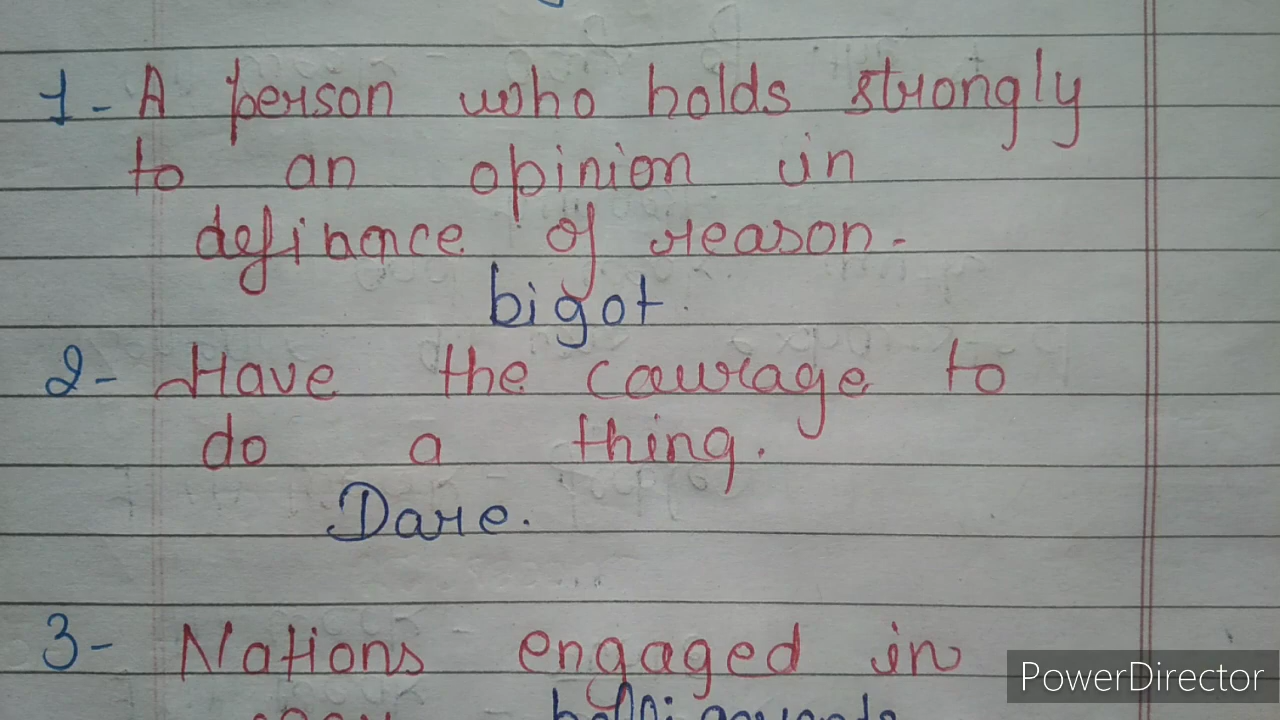 1- A person who holds strongly
to an opinion in
defibance of reason.
bigot.
2- Have the courage to
do a thing.
Dare.
3- Nations engaged in
PowerDirector